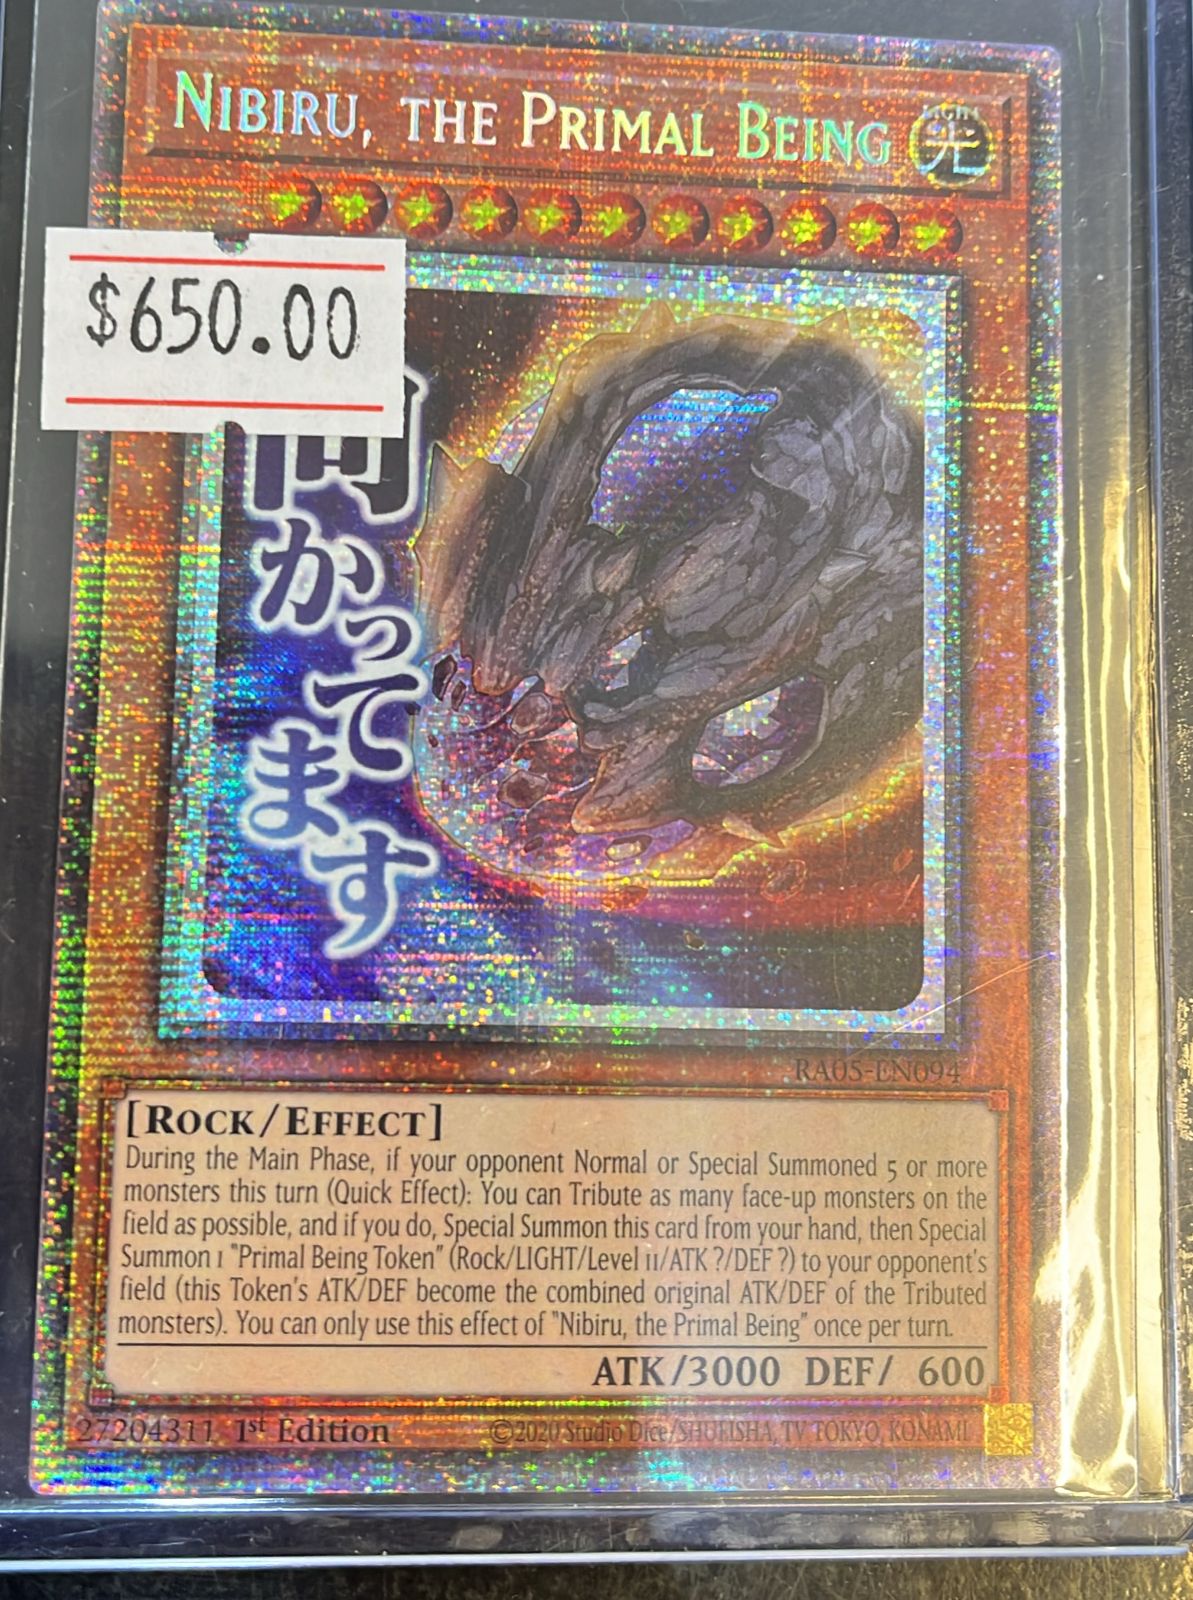 NIBIRU, THE PRIMAL BEING
LIGHT
光
$650.00
向
かって
ます
RA05-EN094
[ROCK/EFFECT]
During the Main Phase, if your opponent Normal or Special Summoned 5 or more
monsters this turn (Quick Effect): You can Tribute as many face-up monsters on the
field as possible, and if you do, Special Summon this card from your hand, then Special
Summon 1 "Primal Being Token" (Rock/LIGHT/Level 11/ATK ?/DEF ?) to your opponent's
field (this Token's ATK/DEF become the combined original ATK/DEF of the Tributed
monsters). You can only use this effect of "Nibiru, the Primal Being" once per turn.
ATK/3000 DEF/ 600
27204311 1st Edition ©2020 Studio Dice/SHUEISHA, TV TOKYO, KONAMI